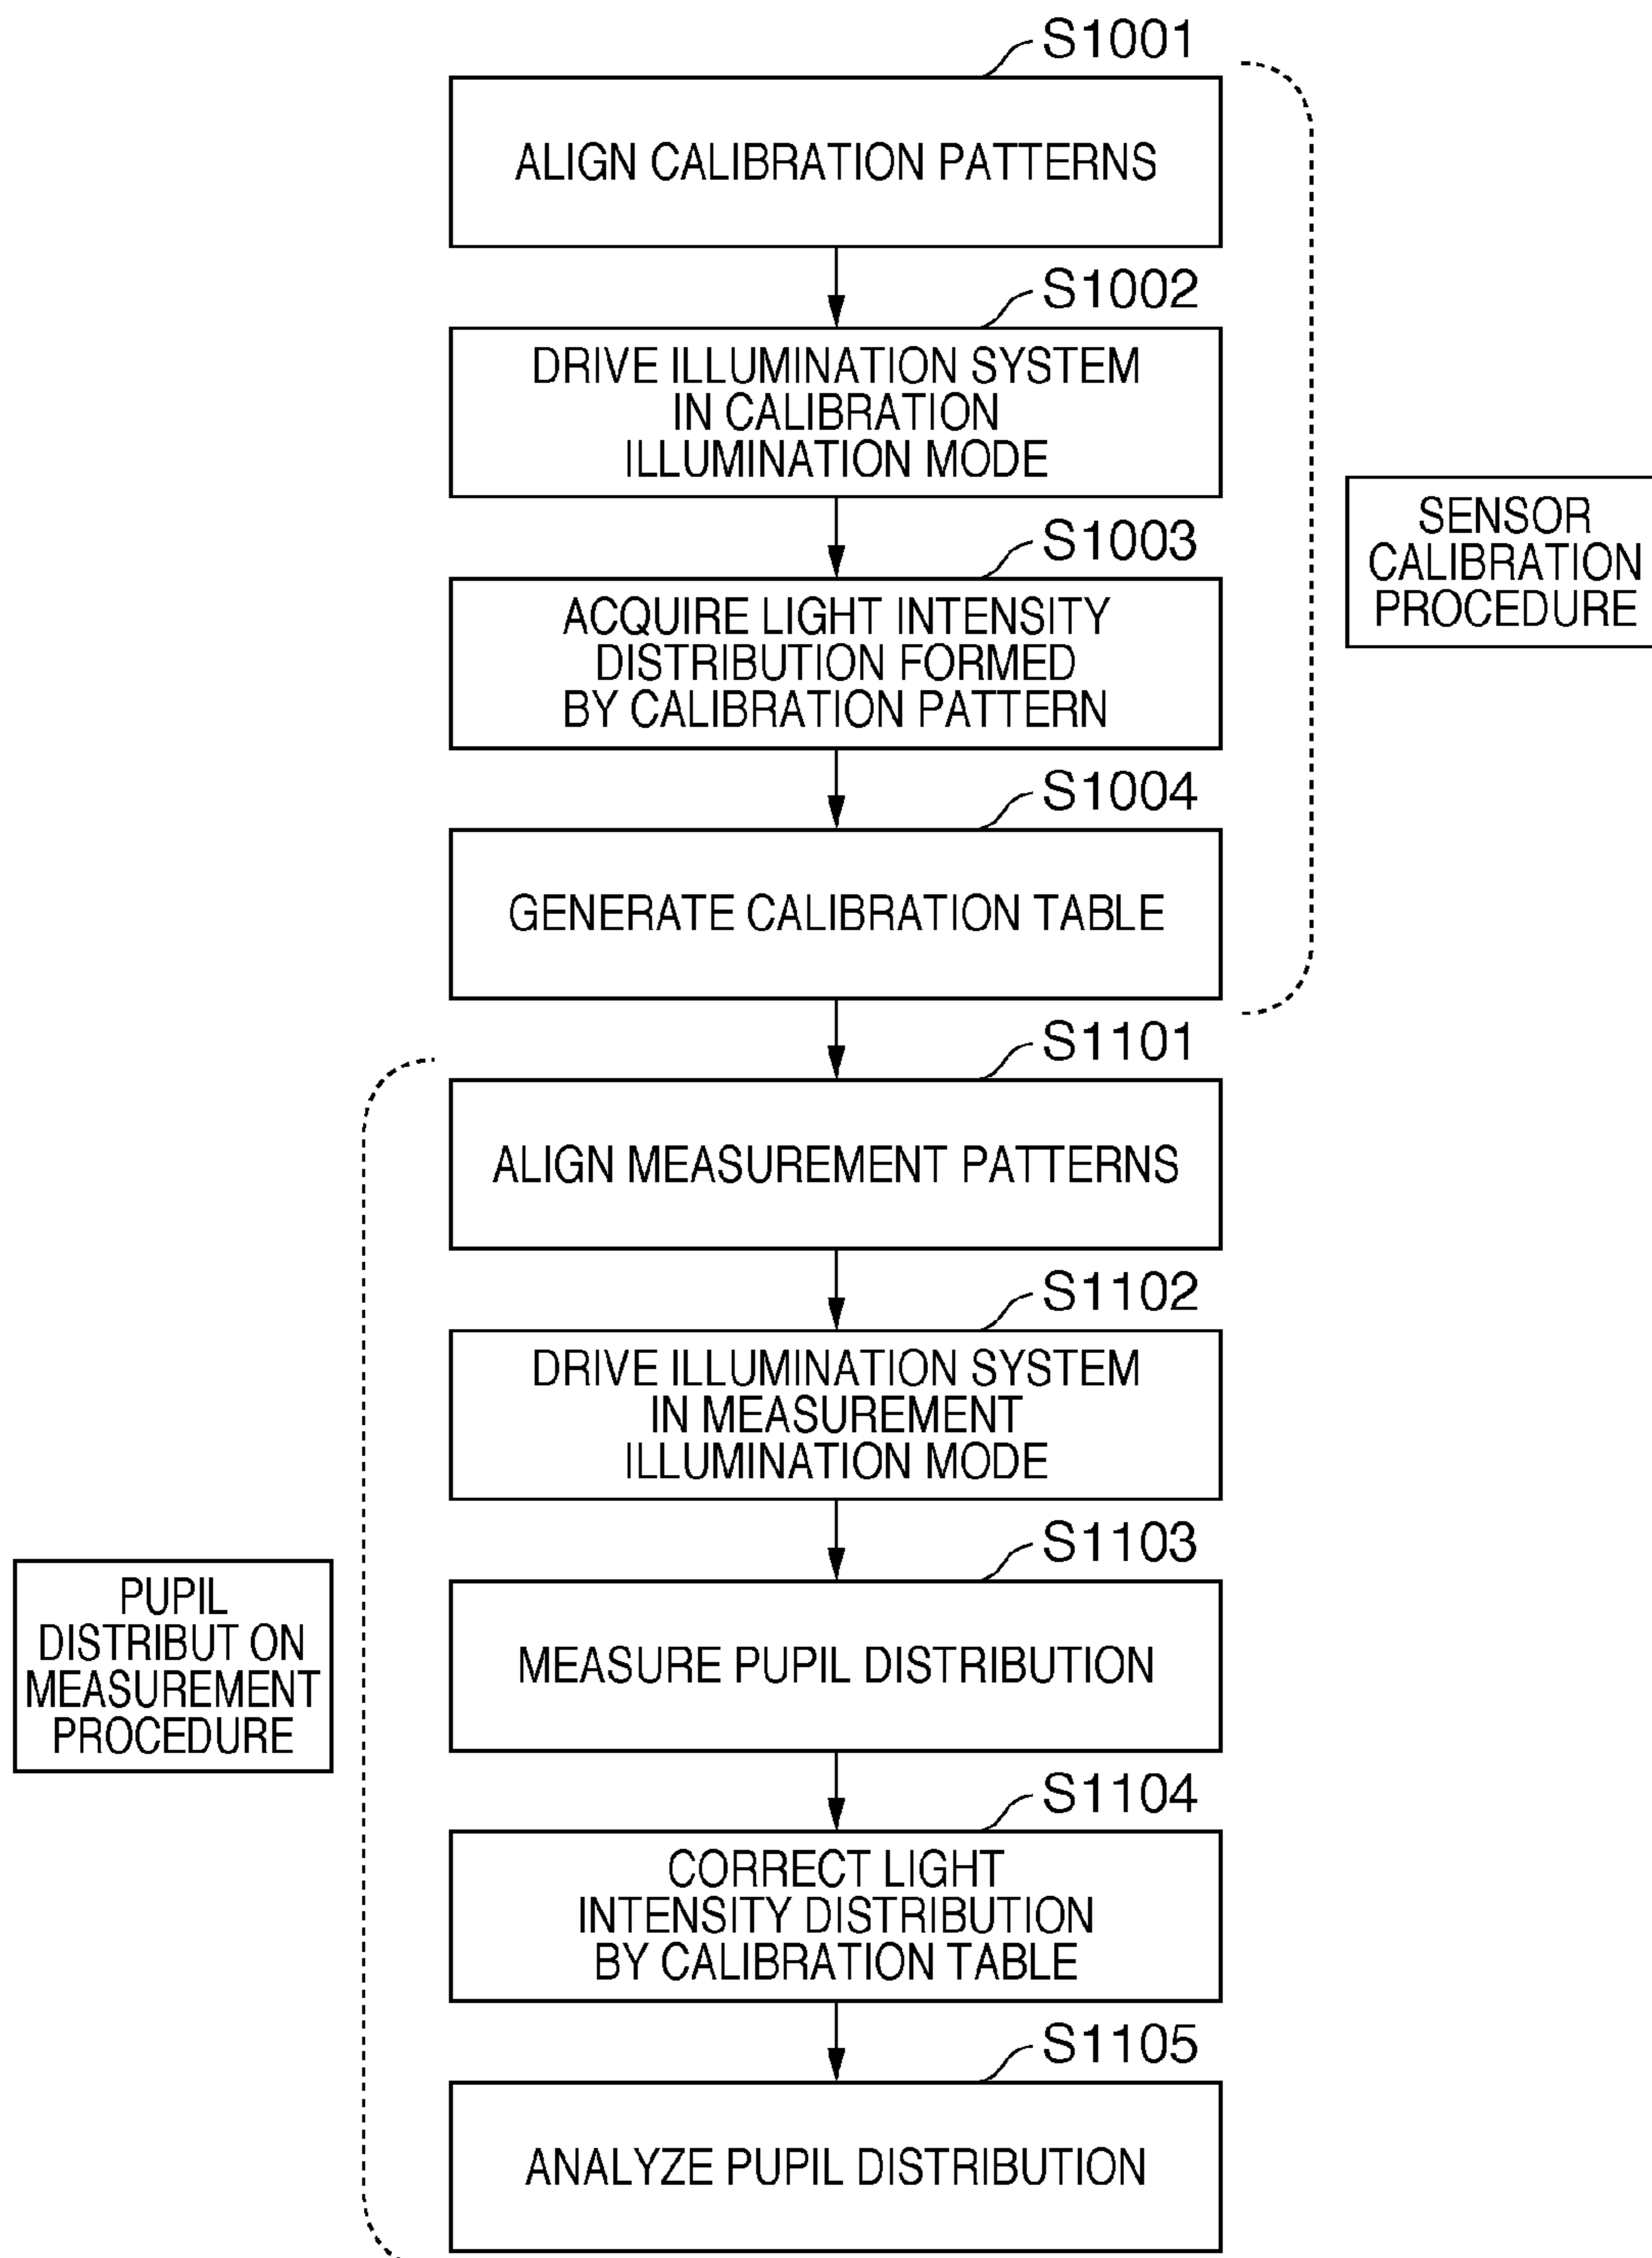 S1001
ALIGN CALIBRATION PATTERNS
S1002
DRIVE ILLUMINATION SYSTEM
IN CALIBRATION
ILLUMINATION MODE
S1003
ACQUIRE LIGHT INTENSITY
DISTRIBUTION FORMED
BY CALIBRATION PATTERN
S1004
GENERATE CALIBRATION TABLE
SENSOR
CALIBRATION
PROCEDURE
S1101
ALIGN MEASUREMENT PATTERNS
S1102
DRIVE ILLUMINATION SYSTEM
IN MEASUREMENT
ILLUMINATION MODE
S1103
MEASURE PUPIL DISTRIBUTION
S1104
CORRECT LIGHT
INTENSITY DISTRIBUTION
BY CALIBRATION TABLE
S1105
ANALYZE PUPIL DISTRIBUTION
PUPIL
DISTRIBUT ON
MEASUREMENT
PROCEDURE